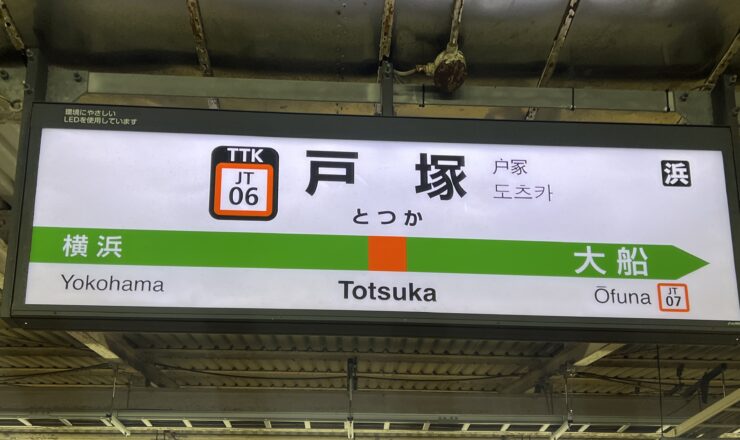 環境にやさしい
LEDを使用しています
TTK
JT
06
戸塚
户冢
도츠카
浜
とつか
横浜
大船
Yokohama
Totsuka
Ōfuna
JT
07